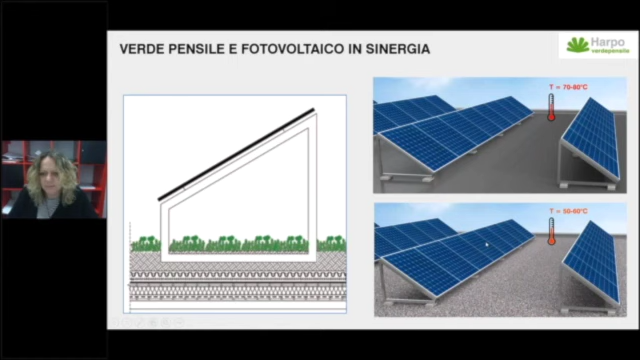 VERDE PENSILE E FOTOVOLTAICO IN SINERGIA
Harpo
verdepensile
T = 70-80°C
T = 50-60°C